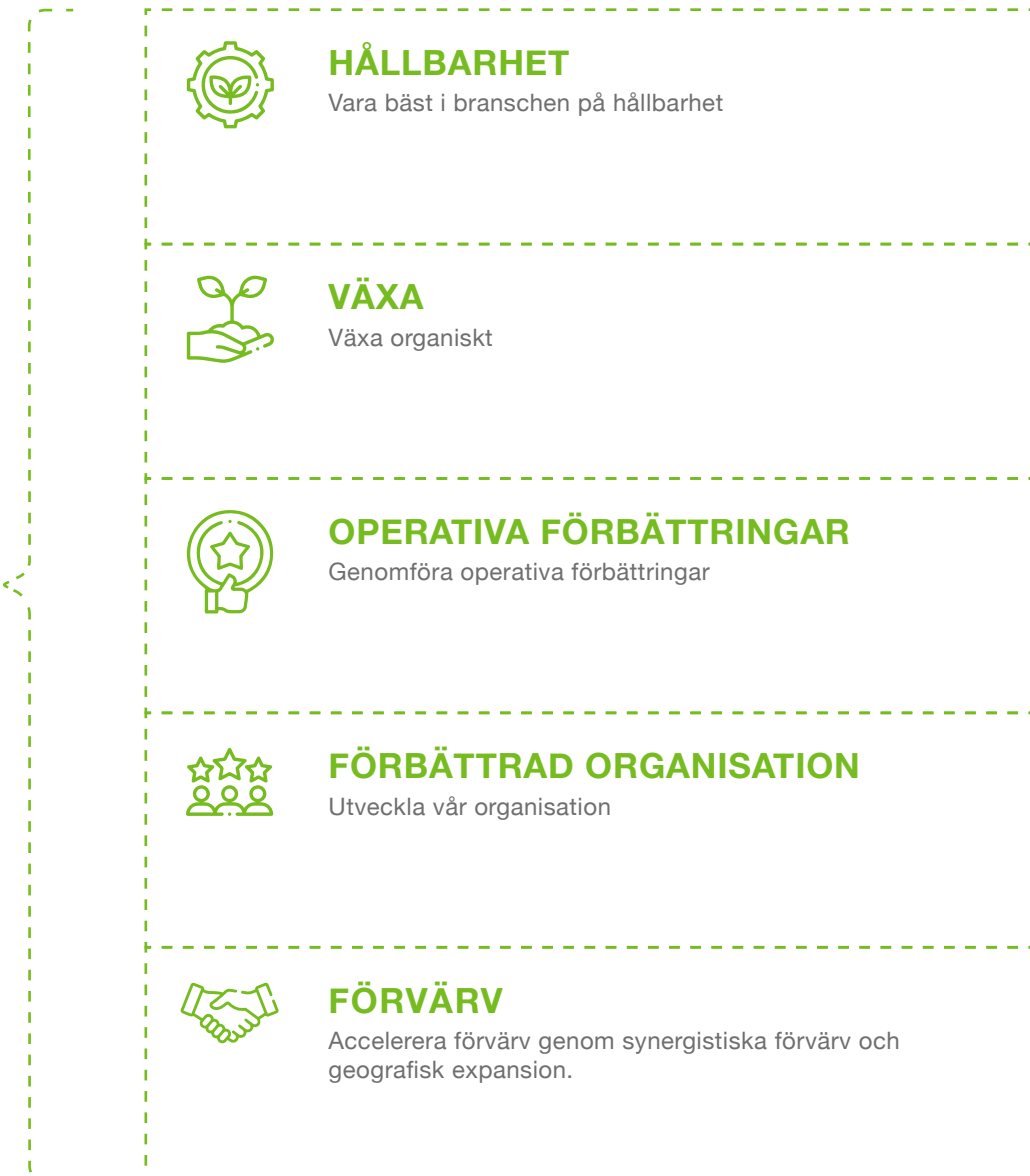 HÅLLBARHET
Vara bäst i branschen på hållbarhet
VÄXA
Växa organiskt
OPERATIVA FÖRBÄTTRINGAR
Genomföra operativa förbättringar
FÖRBÄTTRAD ORGANISATION
Utveckla vår organisation
FÖRVÄRV
Accelerera förvärv genom synergistiska förvärv och
geografisk expansion.